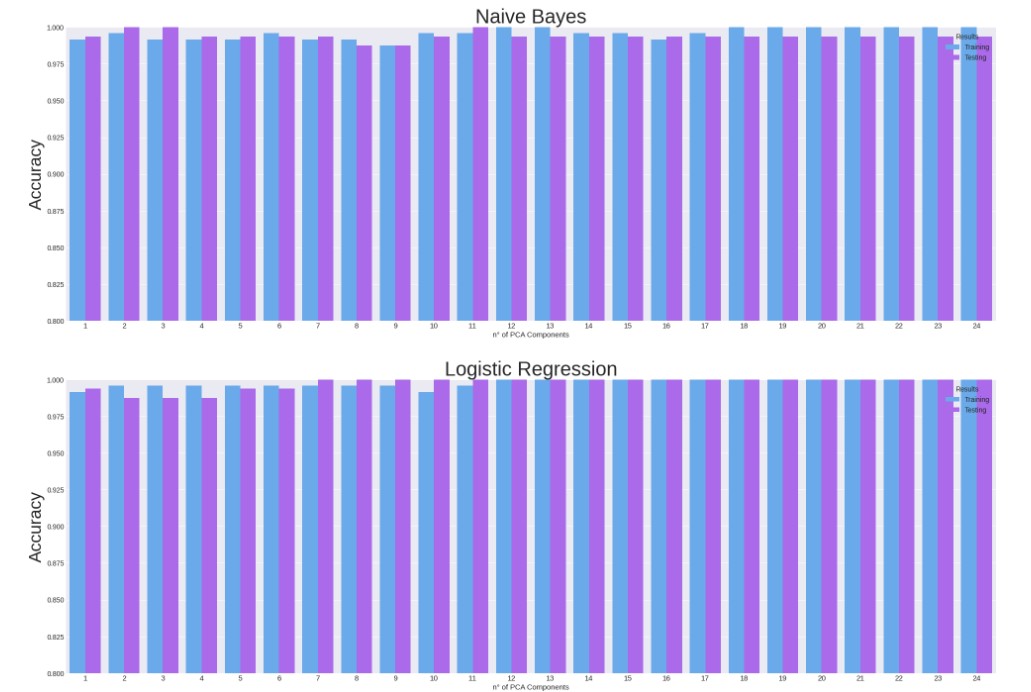 Naive Bayes
1.000
0.975
0.950
0.925
0.900
0.875
0.850
0.825
0.800
Accuracy
Results
Training
Testing
1 2 3 4 5 6 7 8 9 10 11 12 13 14 15 16 17 18 19 20 21 22 23 24
n° of PCA Components
Logistic Regression
1.000
0.975
0.950
0.925
0.900
0.875
0.850
0.825
0.800
Accuracy
Results
Training
Testing
1 2 3 4 5 6 7 8 9 10 11 12 13 14 15 16 17 18 19 20 21 22 23 24
n° of PCA Components